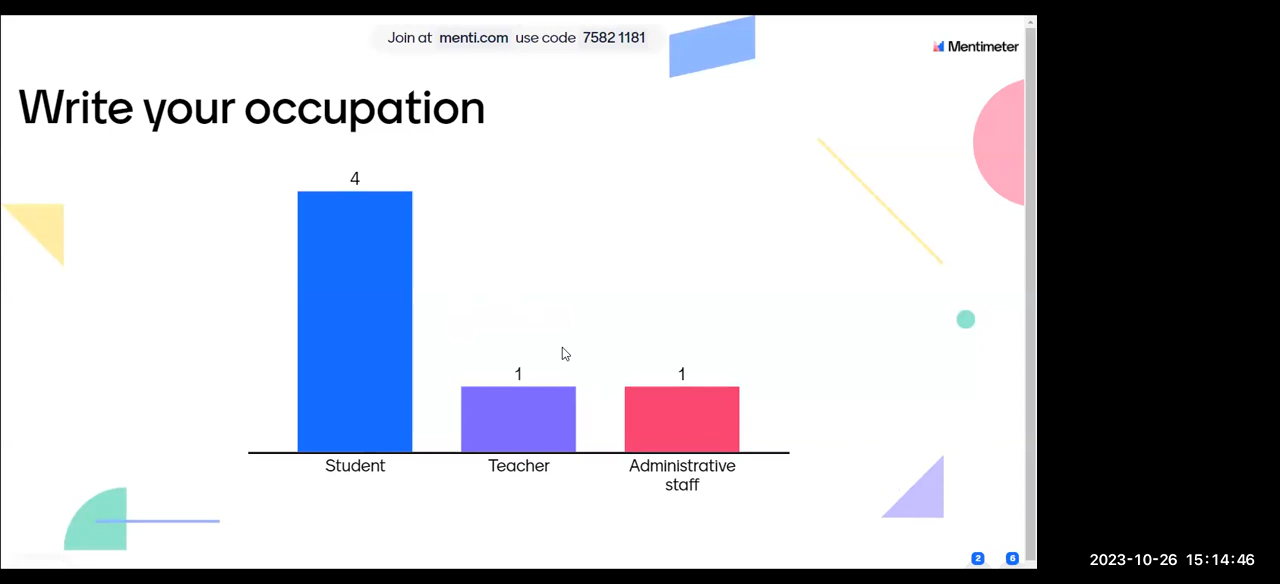 Join at menti.com use code 7582 1181
Mentimeter
Write your occupation
4
1
1
Student
Teacher
Administrative
staff
2
6
2023-10-26 15:14:46